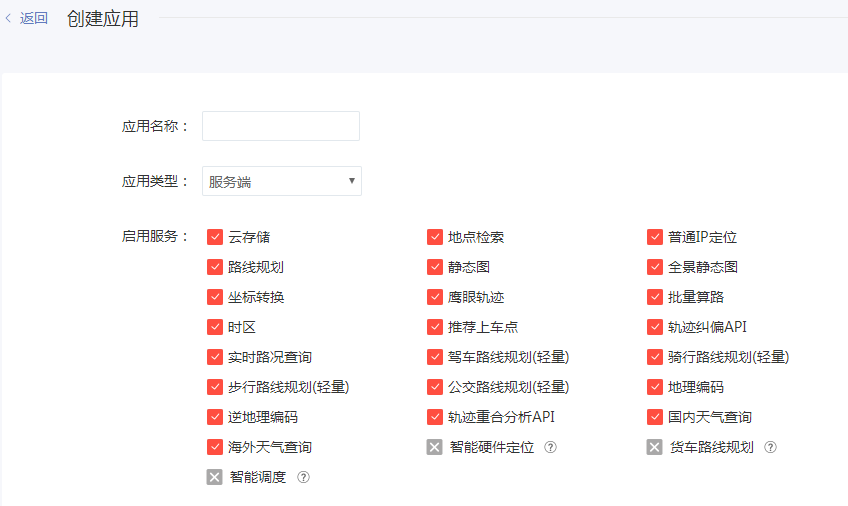 返回 创建应用
应用名称：
应用类型： 服务端
启用服务： 云存储 地点检索 普通IP定位
路线规划 静态图 全景静态图
坐标转换 鹰眼轨迹 批量算路
时区 推荐上车点 轨迹纠偏API
实时路况查询 驾车路线规划(轻量) 骑行路线规划(轻量)
步行路线规划(轻量) 公交路线规划(轻量) 地理编码
逆地理编码 轨迹重合分析API 国内天气查询
海外天气查询 智能硬件定位 ? 货车路线规划 ?
智能调度 ?